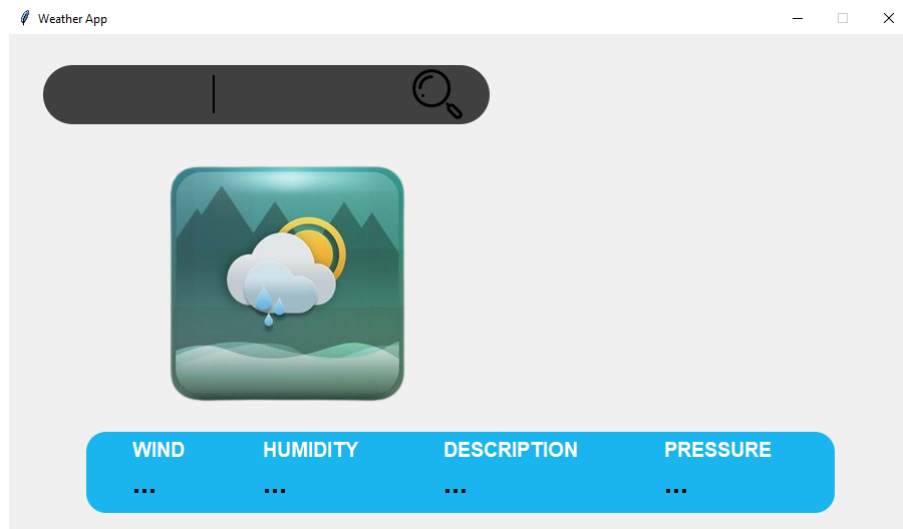 Weather App
WIND HUMIDITY DESCRIPTION PRESSURE
... ... ... ...